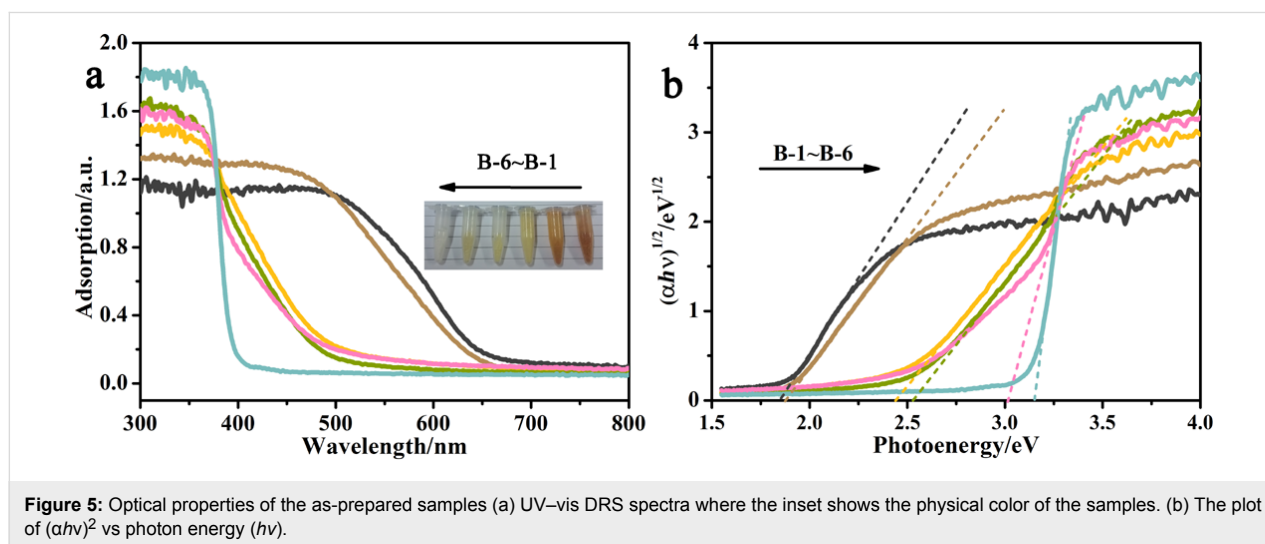 a
2.0
1.6
1.2
0.8
0.4
0.0
Adsorption/a.u.
B-6~B-1
300 400 500 600 700 800
Wavelength/nm
b
4
3
2
1
0
(αhν)1/2/eV1/2
B-1~B-6
1.5 2.0 2.5 3.0 3.5 4.0
Photoenergy/eV
Figure 5: Optical properties of the as-prepared samples (a) UV–vis DRS spectra where the inset shows the physical color of the samples. (b) The plot
of (αhv)2 vs photon energy (hv).